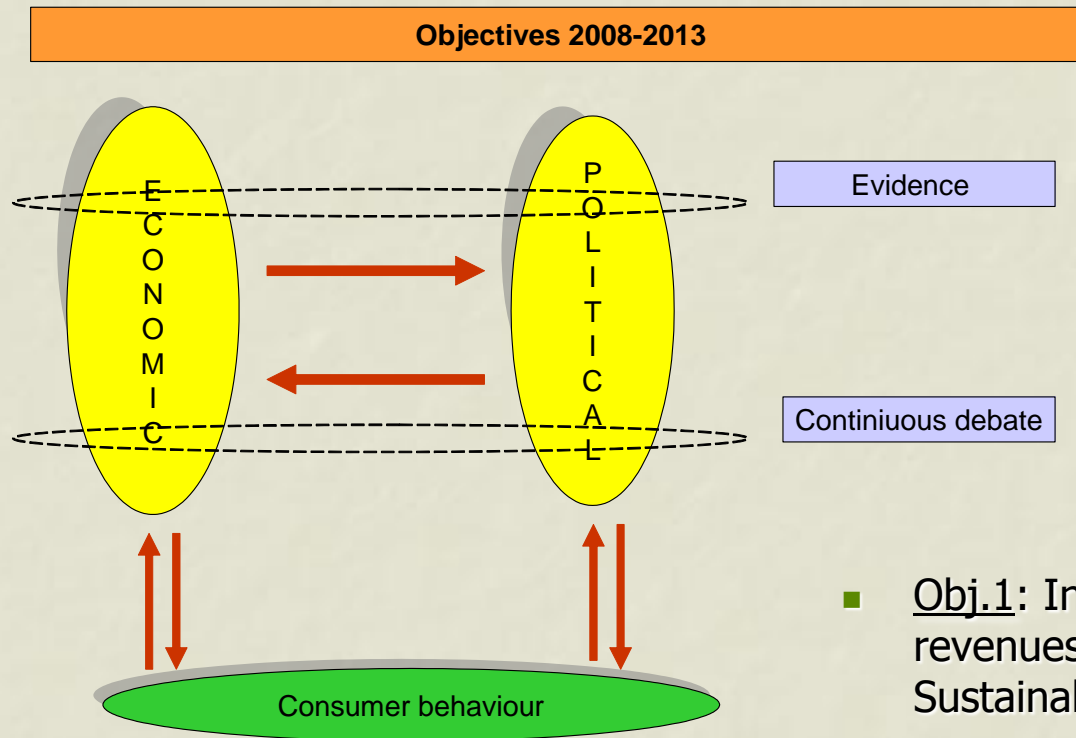 Objectives 2008-2013
ECONOMIC
POLITICAL
Evidence
Continiuous debate
Obj.1: In
revenues
Sustainal
Consumer behaviour